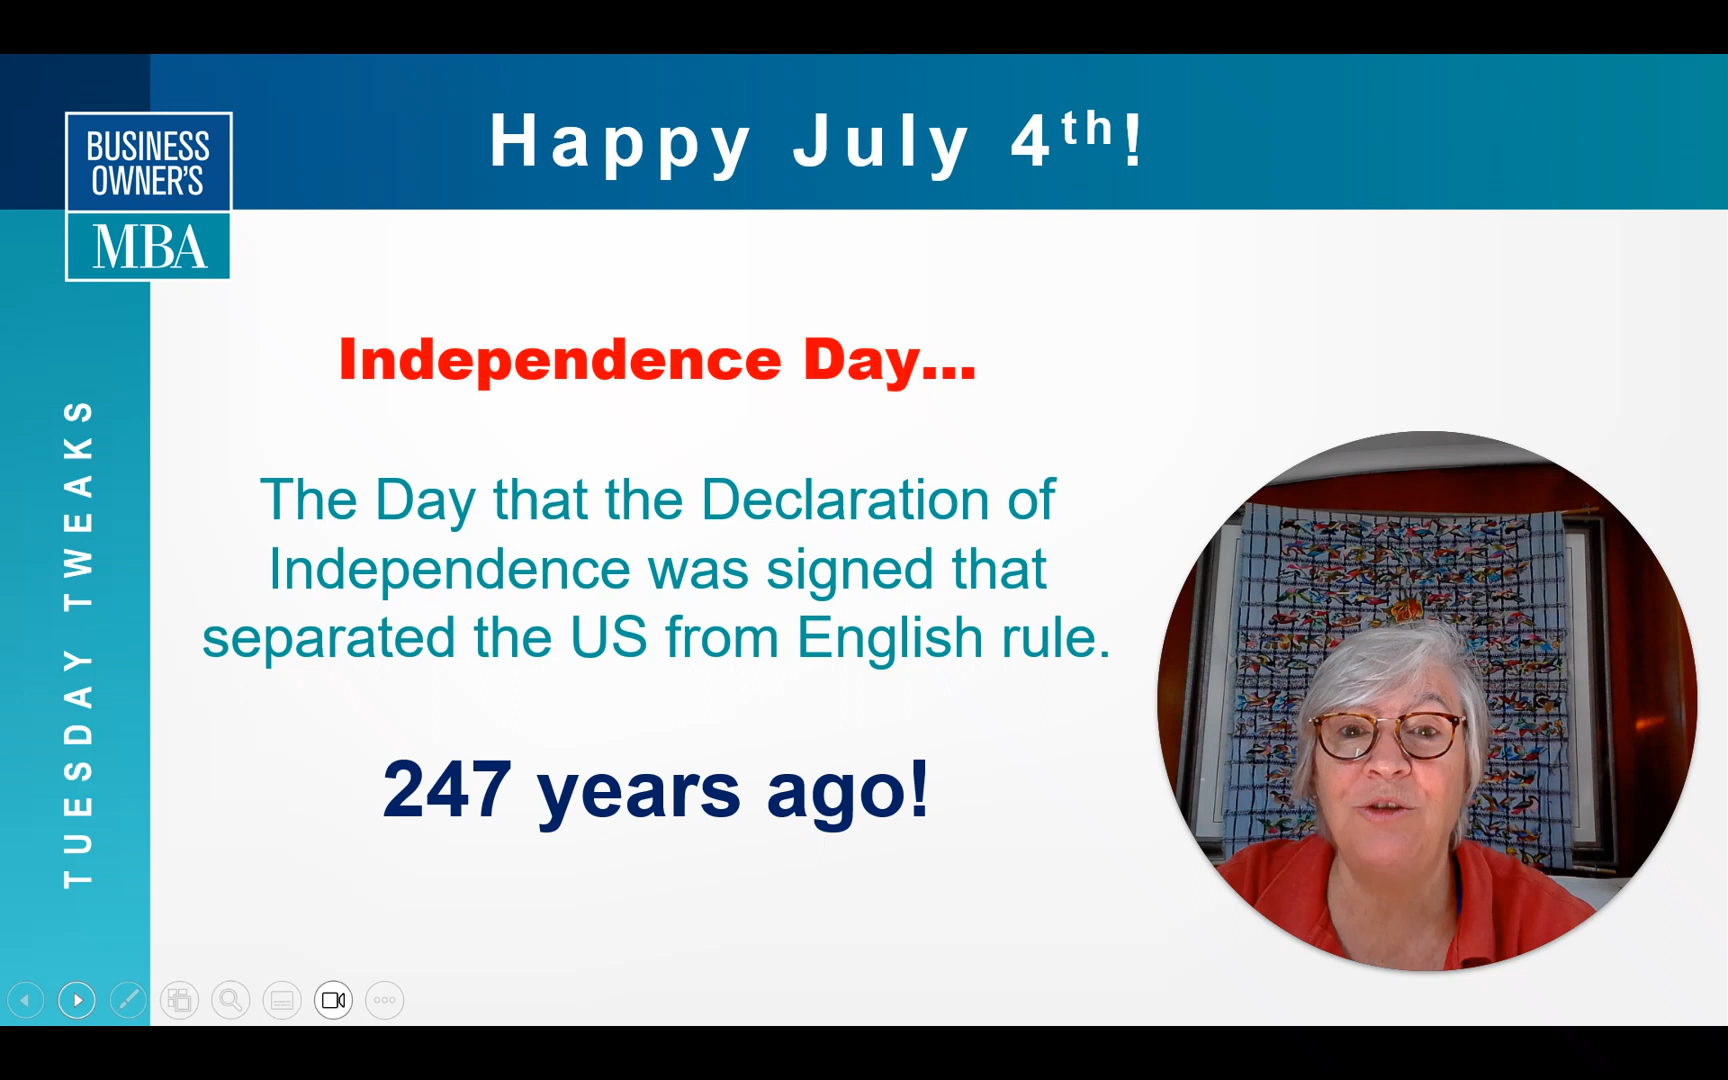 Happy July 4th!
BUSINESS
OWNER'S
MBA
TUESDAY TWEAKS
Independence Day...
The Day that the Declaration of
Independence was signed that
separated the US from English rule.
247 years ago!